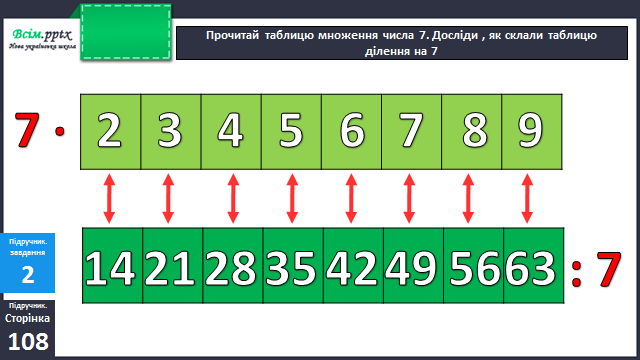 Всім.pptx
Нова українська школа
Прочитай таблицю множення числа 7. Досліди , як склали таблицю
ділення на 7
7 · 2 3 4 5 6 7 8 9
14 21 28 35 42 49 56 63 : 7
Підручник.
завдання
2
Підручник.
Сторінка
108